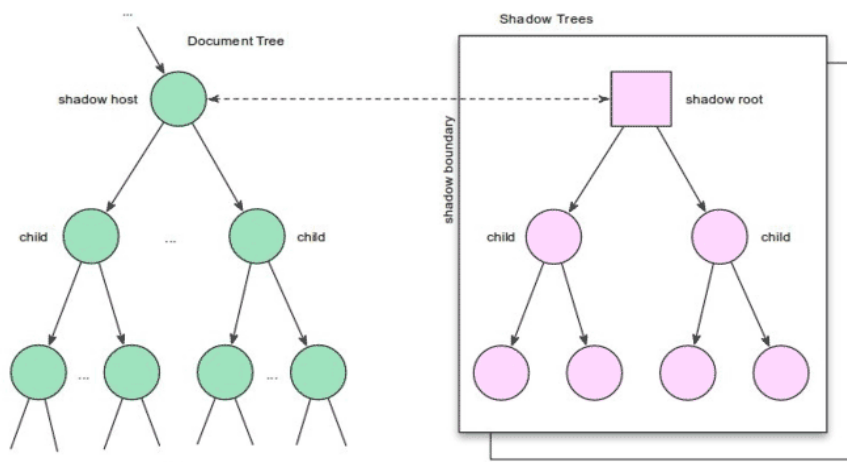 ...
Document Tree
Shadow Trees
shadow host
shadow root
shadow boundary
child
...
child
child
child
...
...